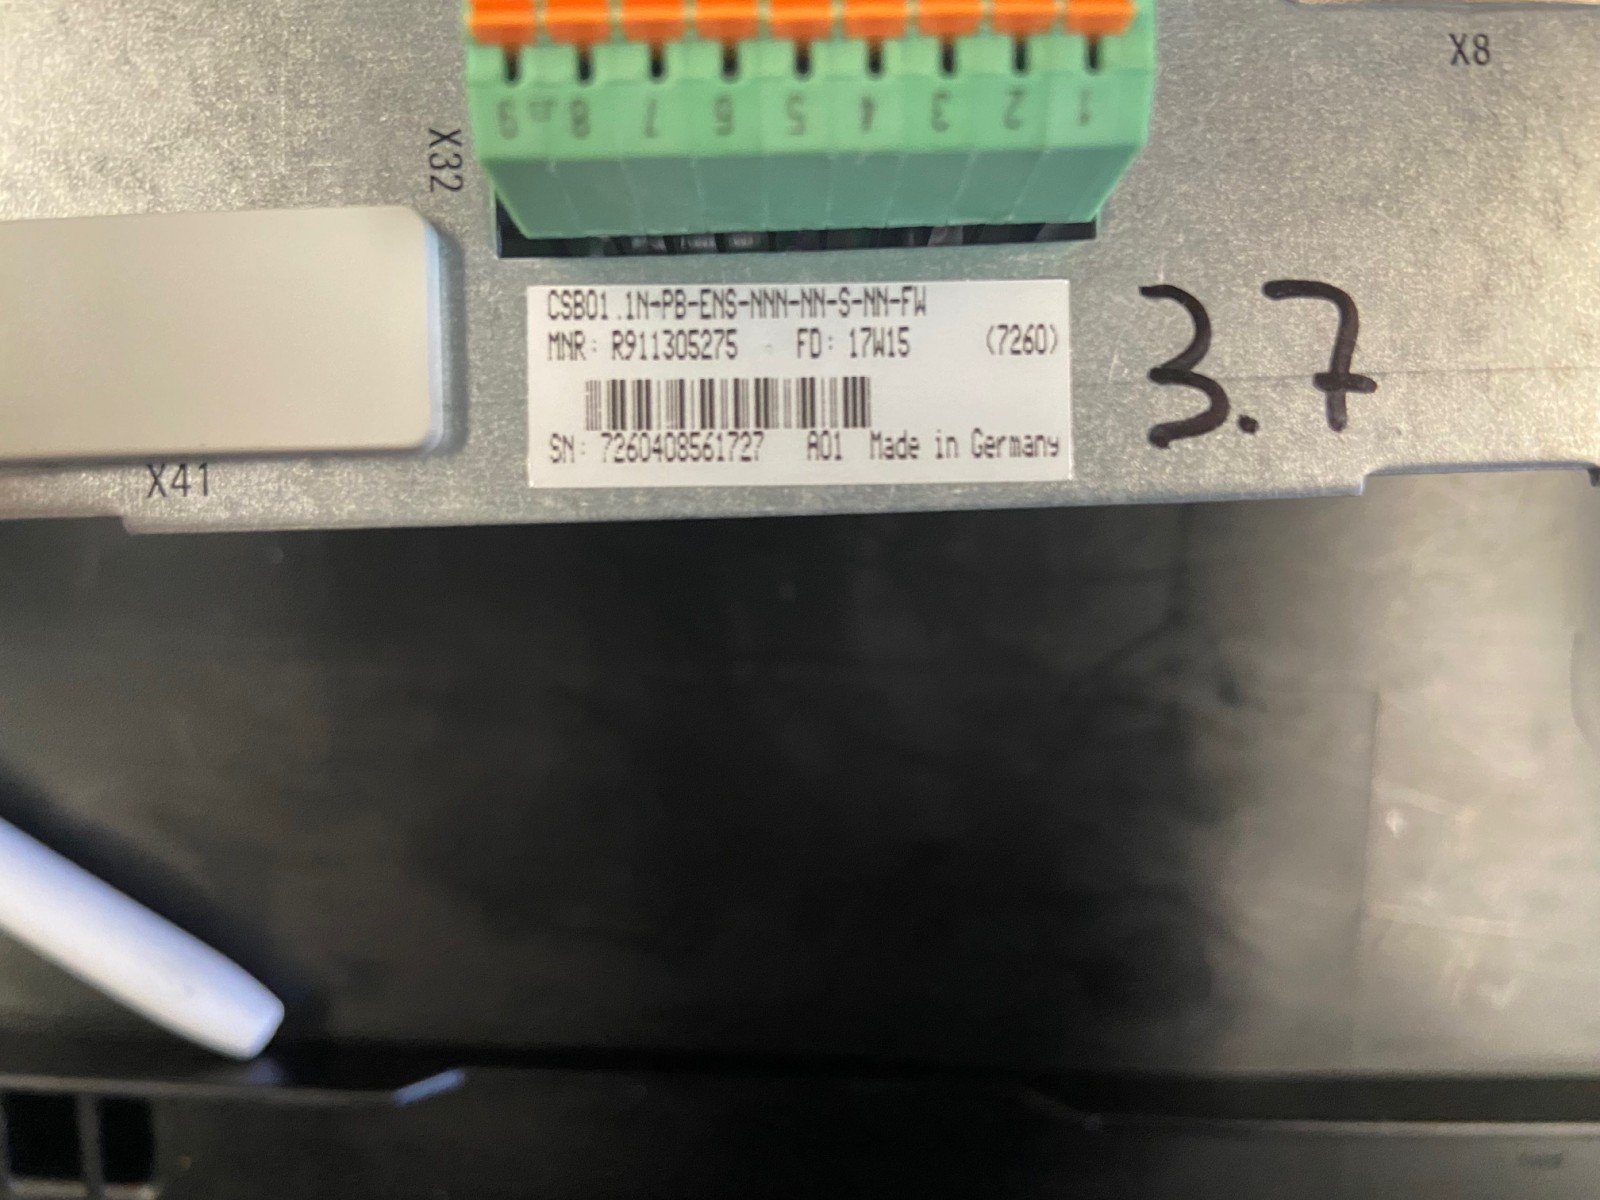 X8
9 8 7 6 5 4 3 2 1
X32
CSB01.1N-PB-ENS-NNN-NN-S-NN-FW
MNR: R911305275 FD: 17W15 (7260)
SN: 7260408561727 A01 Made in Germany
3.7
X41